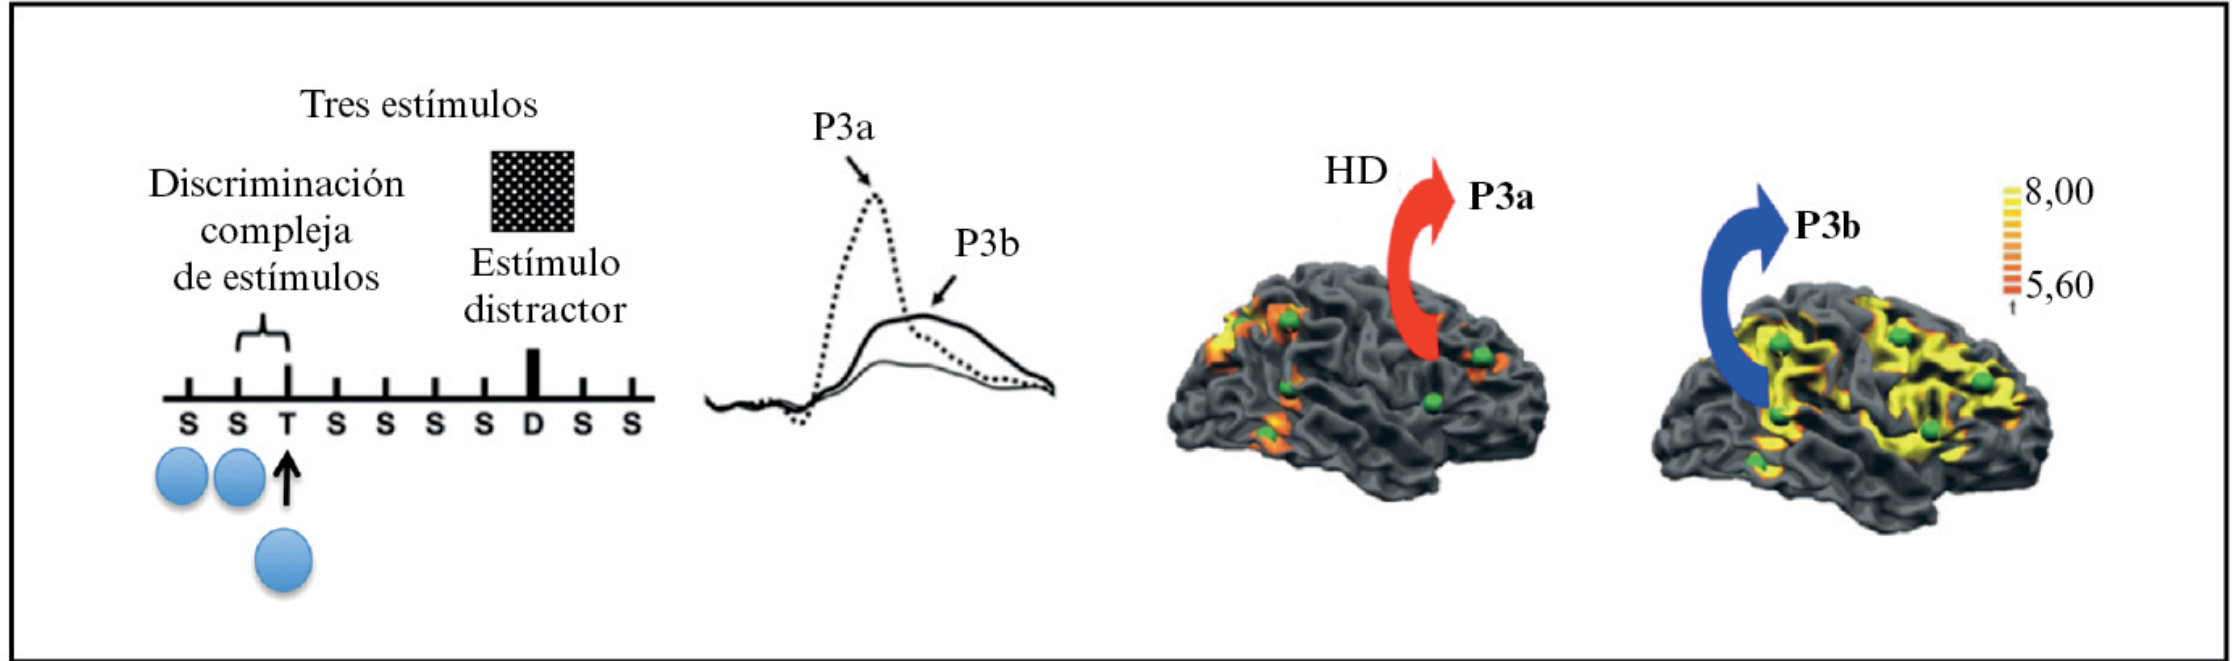 Tres estímulos
Discriminación
compleja
de estímulos
Estímulo
distractor
S S T S S S S D S S
P3a
P3b
HD
P3a
P3b
8,00
5,60
t